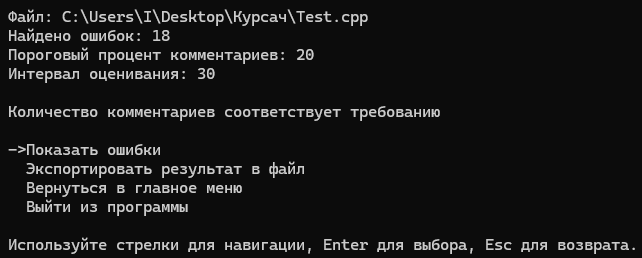 Файл: C:\Users\I\Desktop\Курсач\Test.cpp
Найдено ошибок: 18
Пороговый процент комментариев: 20
Интервал оценивания: 30
Количество комментариев соответствует требованию
->Показать ошибки
Экспортировать результат в файл
Вернуться в главное меню
Выйти из программы
Используйте стрелки для навигации, Enter для выбора, Esc для возврата.